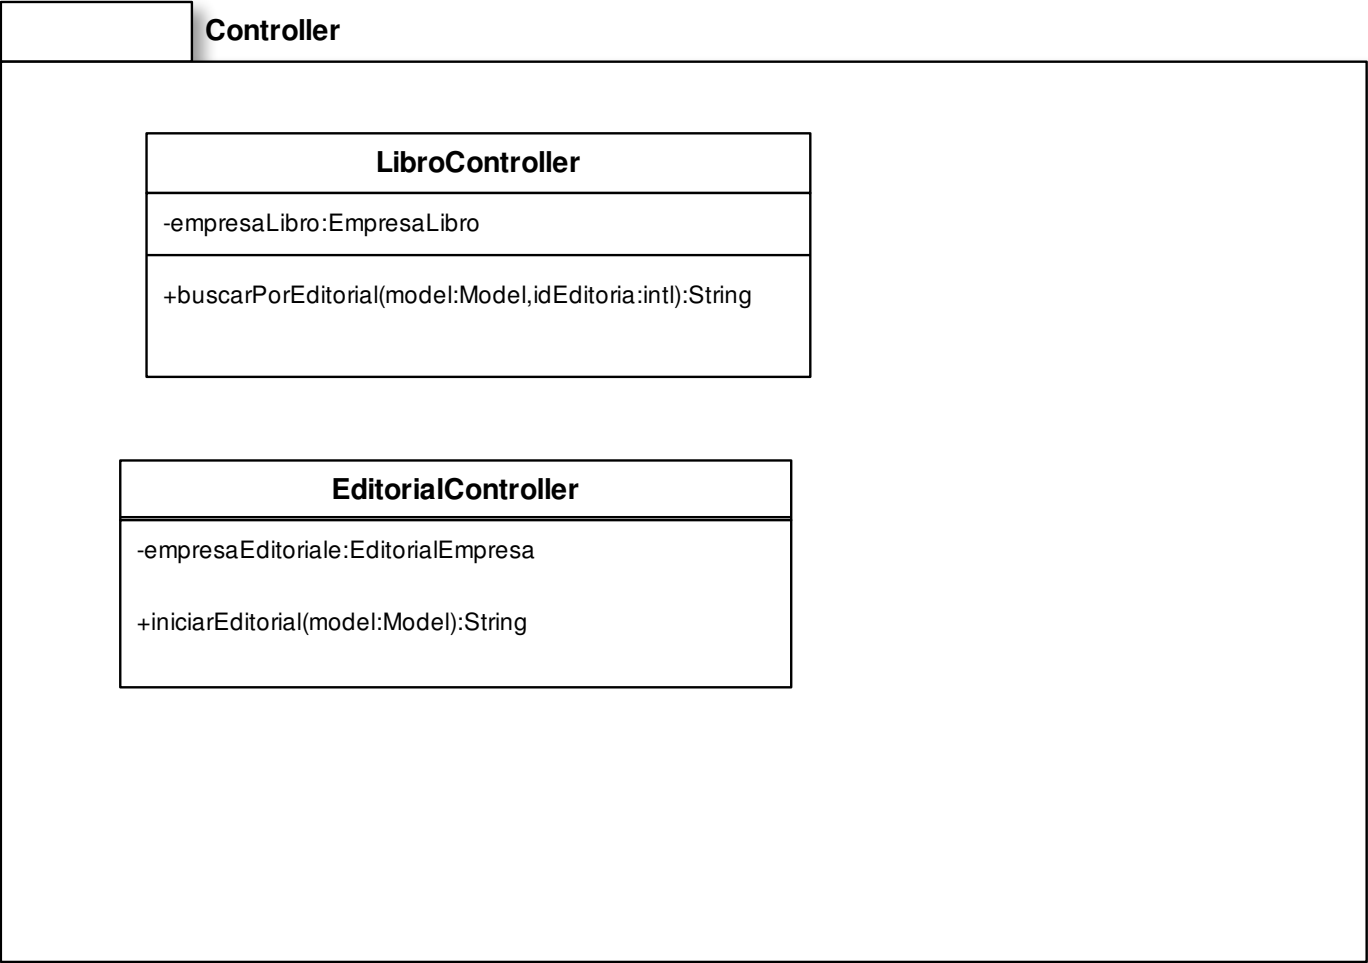 Controller
LibroController
-empresaLibro:EmpresaLibro
+buscarPorEditorial(model:Model,idEditoria:intl):String
EditorialController
-empresaEditoriale:EditorialEmpresa
+iniciarEditorial(model:Model):String